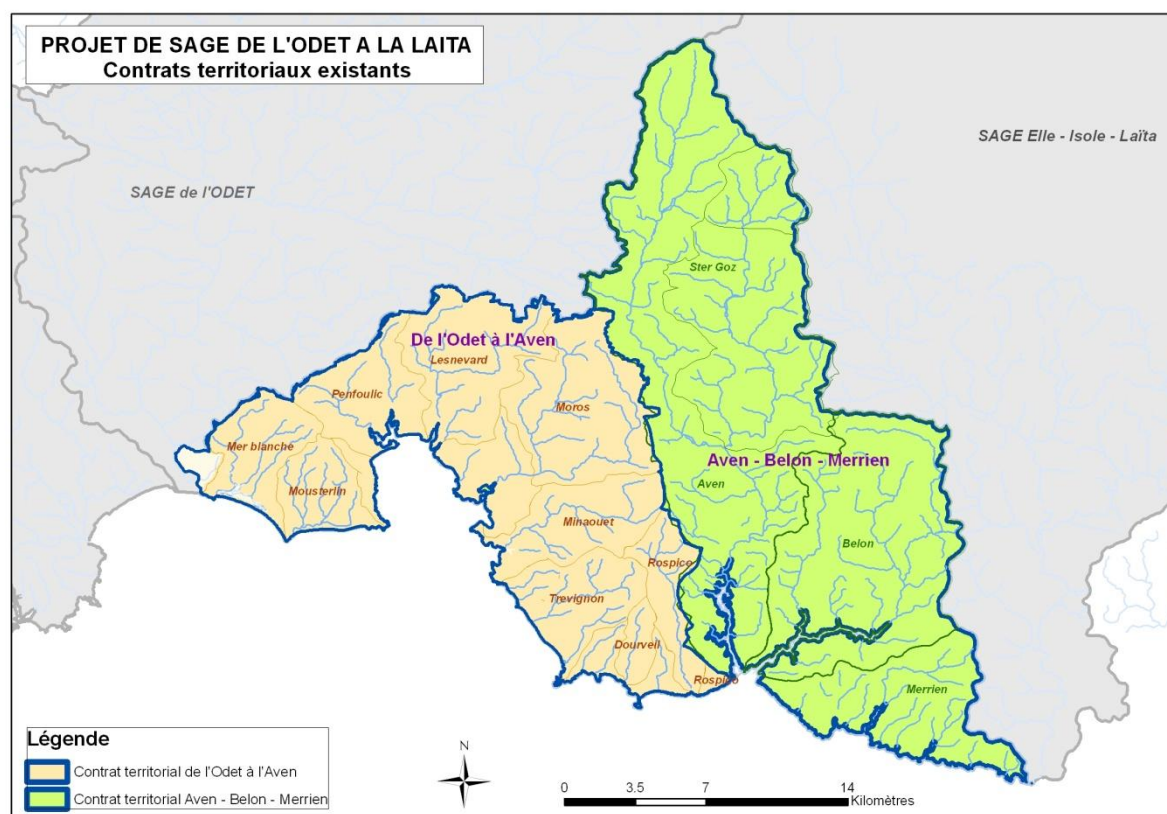 PROJET DE SAGE DE L'ODET A LA LAITA
Contrats territoriaux existants
SAGE Elle - Isole - Laïta
SAGE de l'ODET
Ster Goz
De l'Odet à l'Aven
Lesnevard
Penfoulic
Moros
Mer blanche
Aven - Belon - Merrien
Aven
Mousterlin
Minaouet
Belon
Rospico
Trevignon
Dourveil
Rospico
Merrien
Légende
Contrat territorial de l'Odet à l'Aven
Contrat territorial Aven - Belon - Merrien
N
0 3.5 7 14
Kilomètres